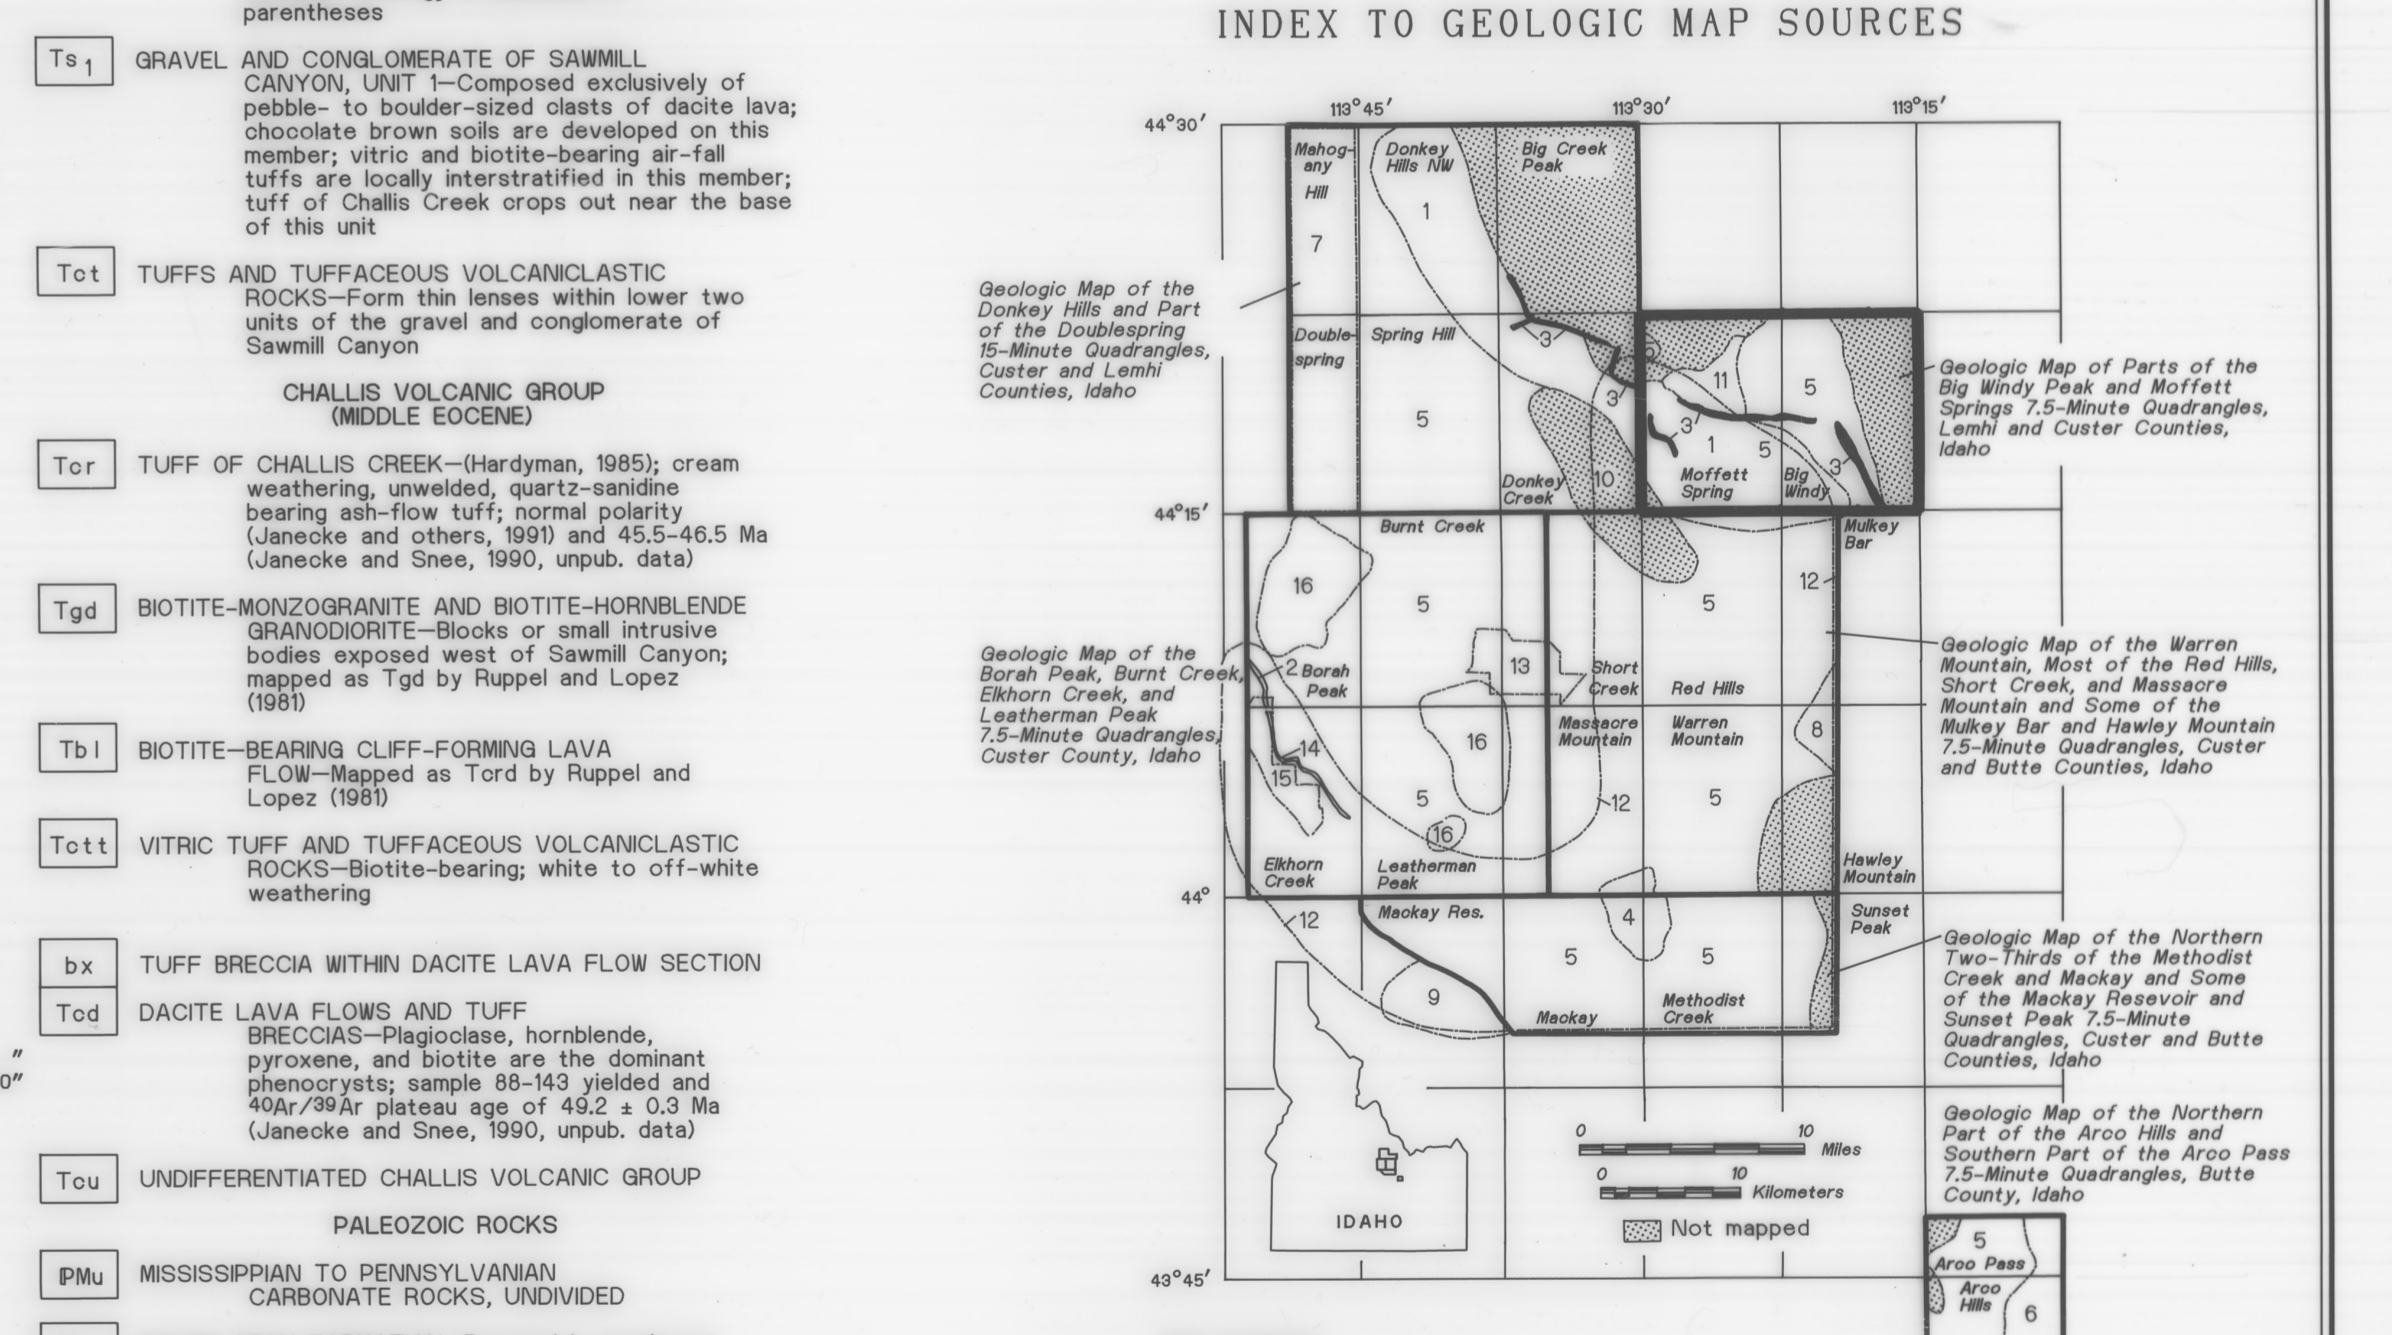 parentheses
Ts1 GRAVEL AND CONGLOMERATE OF SAWMILL
CANYON, UNIT 1—Composed exclusively of
pebble- to boulder-sized clasts of dacite lava;
chocolate brown soils are developed on this
member; vitric and biotite-bearing air-fall
tuffs are locally interstratified in this member;
tuff of Challis Creek crops out near the base
of this unit
Tct TUFFS AND TUFFACEOUS VOLCANICLASTIC
ROCKS—Form thin lenses within lower two
units of the gravel and conglomerate of
Sawmill Canyon
CHALLIS VOLCANIC GROUP
(MIDDLE EOCENE)
Tcr TUFF OF CHALLIS CREEK—(Hardyman, 1985); cream
weathering, unwelded, quartz-sanidine
bearing ash-flow tuff; normal polarity
(Janecke and others, 1991) and 45.5-46.5 Ma
(Janecke and Snee, 1990, unpub. data)
Tgd BIOTITE-MONZOGRANITE AND BIOTITE-HORNBLENDE
GRANODIORITE—Blocks or small intrusive
bodies exposed west of Sawmill Canyon;
mapped as Tgd by Ruppel and Lopez
(1981)
Tbl BIOTITE—BEARING CLIFF-FORMING LAVA
FLOW—Mapped as Tcrd by Ruppel and
Lopez (1981)
Tctt VITRIC TUFF AND TUFFACEOUS VOLCANICLASTIC
ROCKS—Biotite-bearing; white to off-white
weathering
bx TUFF BRECCIA WITHIN DACITE LAVA FLOW SECTION
Tcd DACITE LAVA FLOWS AND TUFF
BRECCIAS—Plagioclase, hornblende,
pyroxene, and biotite are the dominant
phenocrysts; sample 88-143 yielded and
40Ar/39Ar plateau age of 49.2 ± 0.3 Ma
(Janecke and Snee, 1990, unpub. data)
Tcu UNDIFFERENTIATED CHALLIS VOLCANIC GROUP
PALEOZOIC ROCKS
ℙMu MISSISSIPPIAN TO PENNSYLVANIAN
CARBONATE ROCKS, UNDIVIDED
"
0"
INDEX TO GEOLOGIC MAP SOURCES
113°45' 113°30' 113°15'
44°30'
Mahog-
any
Hill
7
Donkey
Hills NW
1
Big Creek
Peak
Geologic Map of the
Donkey Hills and Part
of the Doublespring
15-Minute Quadrangles,
Custer and Lemhi
Counties, Idaho
Double-
spring
Spring Hill
5
3
3
10
Donkey
Creek
11
5
3
1
5
3
Moffett
Spring
Big
Windy
Geologic Map of Parts of the
Big Windy Peak and Moffett
Springs 7.5-Minute Quadrangles,
Lemhi and Custer Counties,
Idaho
44°15'
Burnt Creek
16
5
13
2
Borah
Peak
Short
Creek
Red Hills
5
12
Mulkey
Bar
Geologic Map of the
Borah Peak, Burnt Creek,
Elkhorn Creek, and
Leatherman Peak
7.5-Minute Quadrangles,
Custer County, Idaho
Geologic Map of the Warren
Mountain, Most of the Red Hills,
Short Creek, and Massacre
Mountain and Some of the
Mulkey Bar and Hawley Mountain
7.5-Minute Quadrangles, Custer
and Butte Counties, Idaho
14
15
16
5
16
Massacre
Mountain
Warren
Mountain
8
12
5
Elkhorn
Creek
Leatherman
Peak
Hawley
Mountain
44°
12
Mackay Res.
4
5
5
9
Mackay
Methodist
Creek
Sunset
Peak
Geologic Map of the Northern
Two-Thirds of the Methodist
Creek and Mackay and Some
of the Mackay Resevoir and
Sunset Peak 7.5-Minute
Quadrangles, Custer and Butte
Counties, Idaho
Geologic Map of the Northern
Part of the Arco Hills and
Southern Part of the Arco Pass
7.5-Minute Quadrangles, Butte
County, Idaho
0 10
Miles
0 10
Kilometers
Not mapped
IDAHO
43°45'
5
Arco Pass
Arco
Hills
6